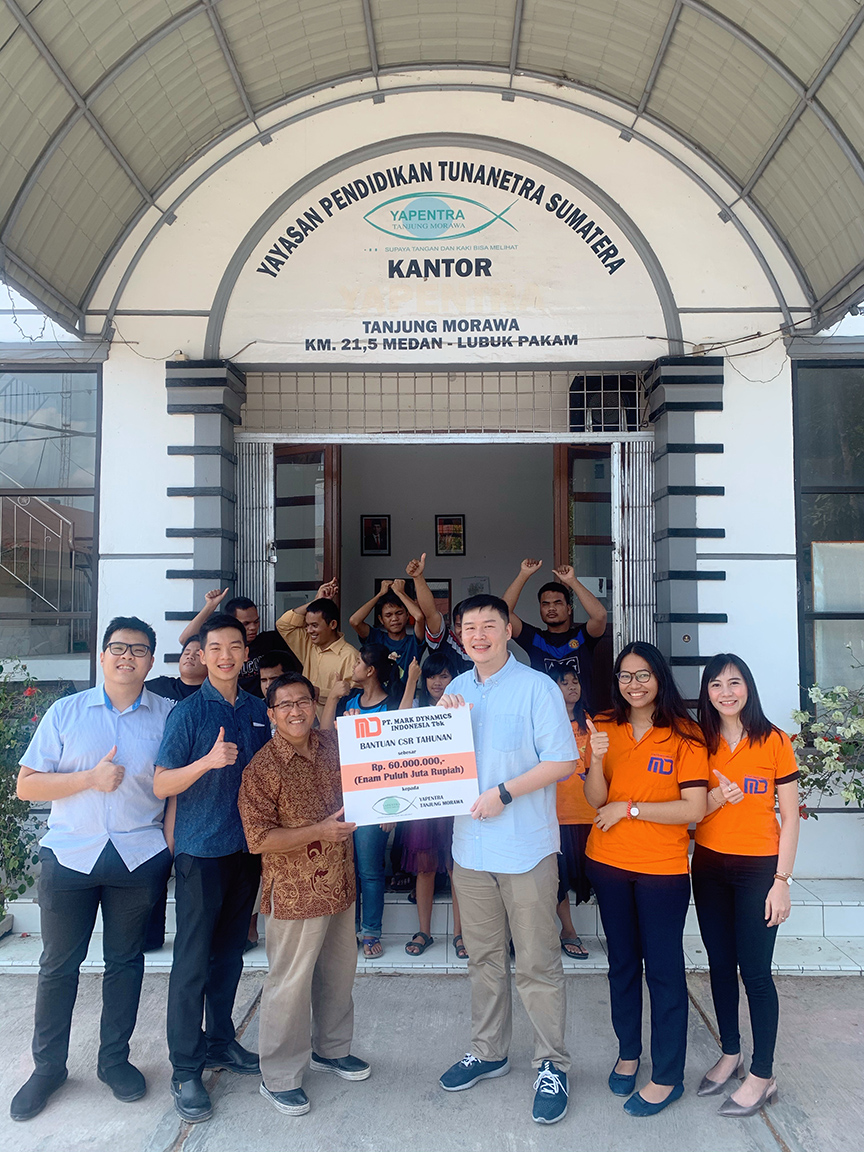 YAYASAN PENDIDIKAN TUNANETRA SUMATERA
YAPENTRA
TANJUNG MORAWA
SUPAYA TANGAN DAN KAKI BISA MELIHAT
KANTOR
YAPENTRA
TANJUNG MORAWA
KM. 21,5 MEDAN - LUBUK PAKAM
MD PT. MARK DYNAMICS
INDONESIA Tbk
BANTUAN CSR TAHUNAN
sebesar
Rp. 60.000.000,-
(Enam Puluh Juta Rupiah)
kepada
YAPENTRA
TANJUNG MORAWA
MD
MD